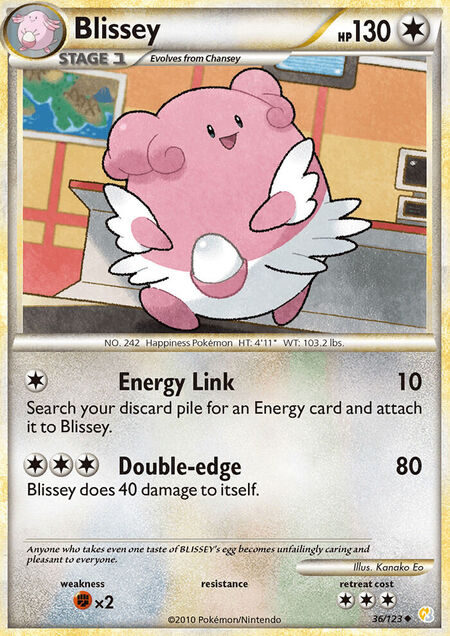 Blissey
HP 130
STAGE 1
Evolves from Chansey
NO. 242 Happiness Pokémon HT: 4'11" WT: 103.2 lbs.
Energy Link 10
Search your discard pile for an Energy card and attach
it to Blissey.
Double-edge 80
Blissey does 40 damage to itself.
Anyone who takes even one taste of BLISSEY's egg becomes unfailingly caring and
pleasant to everyone.
Illus. Kanako Eo
weakness resistance retreat cost
×2
©2010 Pokémon/Nintendo
36/123